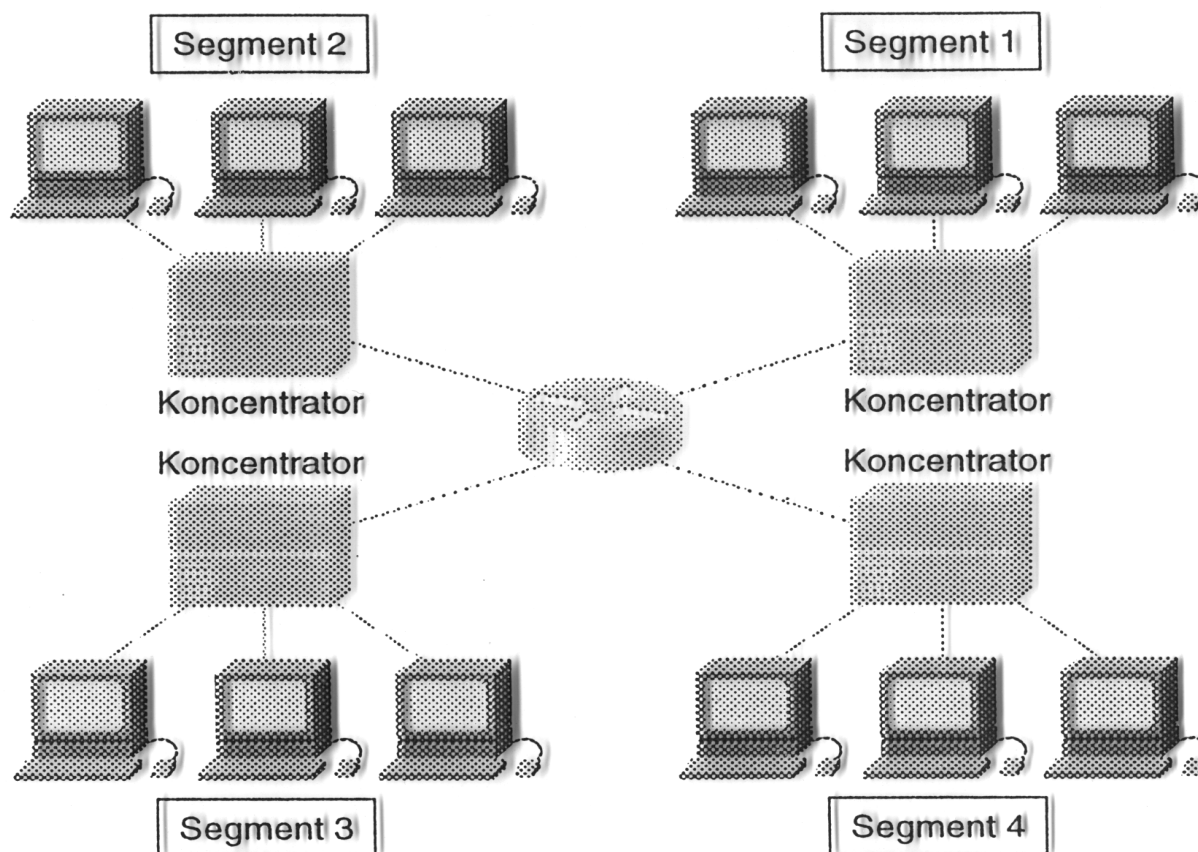 Segment 2
Segment 1
Koncentrator
Koncentrator
Koncentrator
Koncentrator
Segment 3
Segment 4